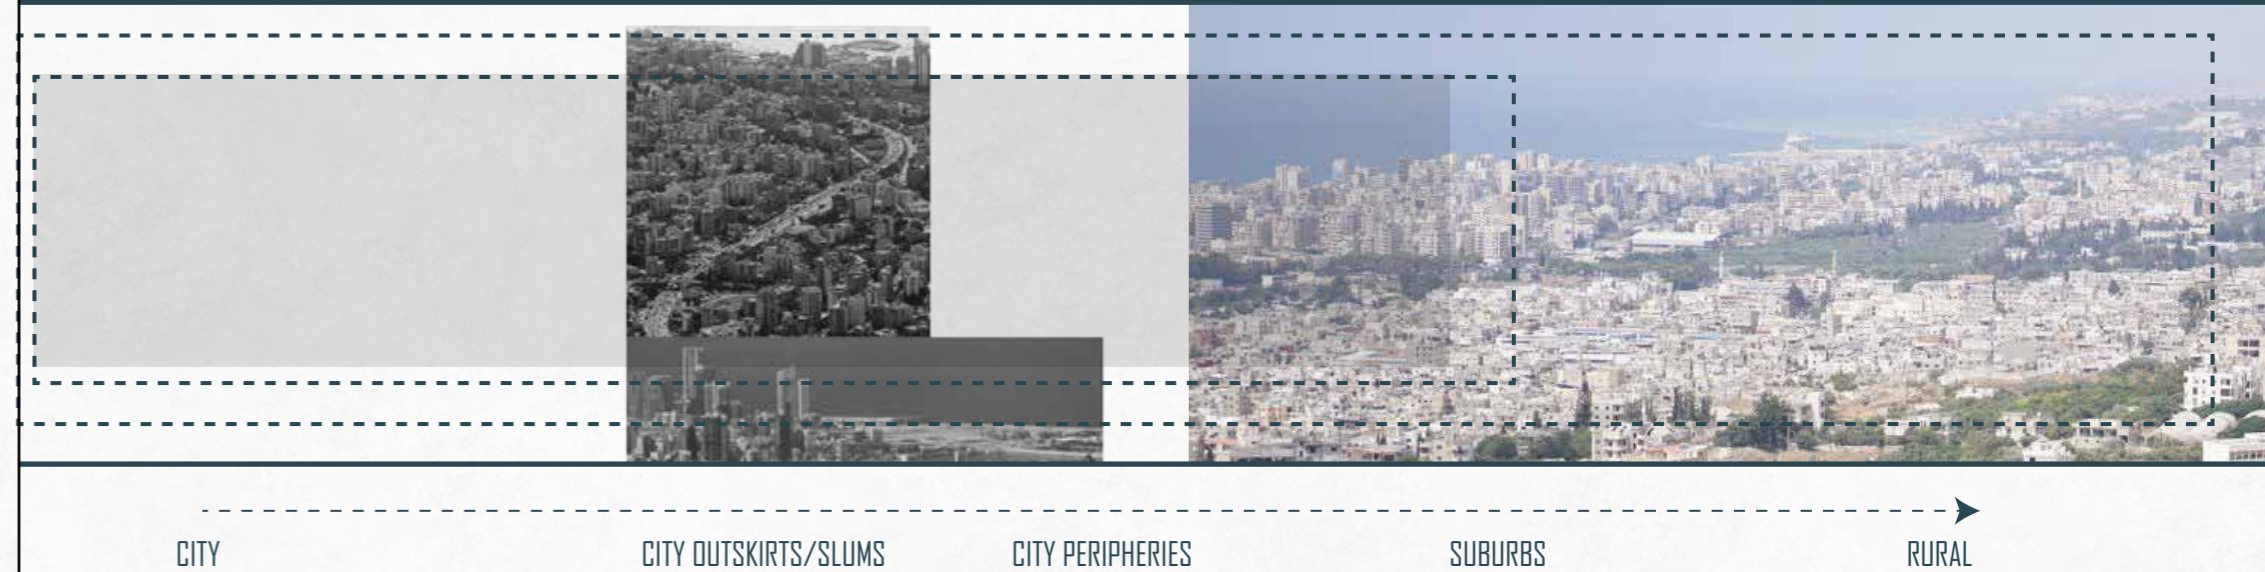 CITY
CITY OUTSKIRTS/SLUMS
CITY PERIPHERIES
SUBURBS
RURAL